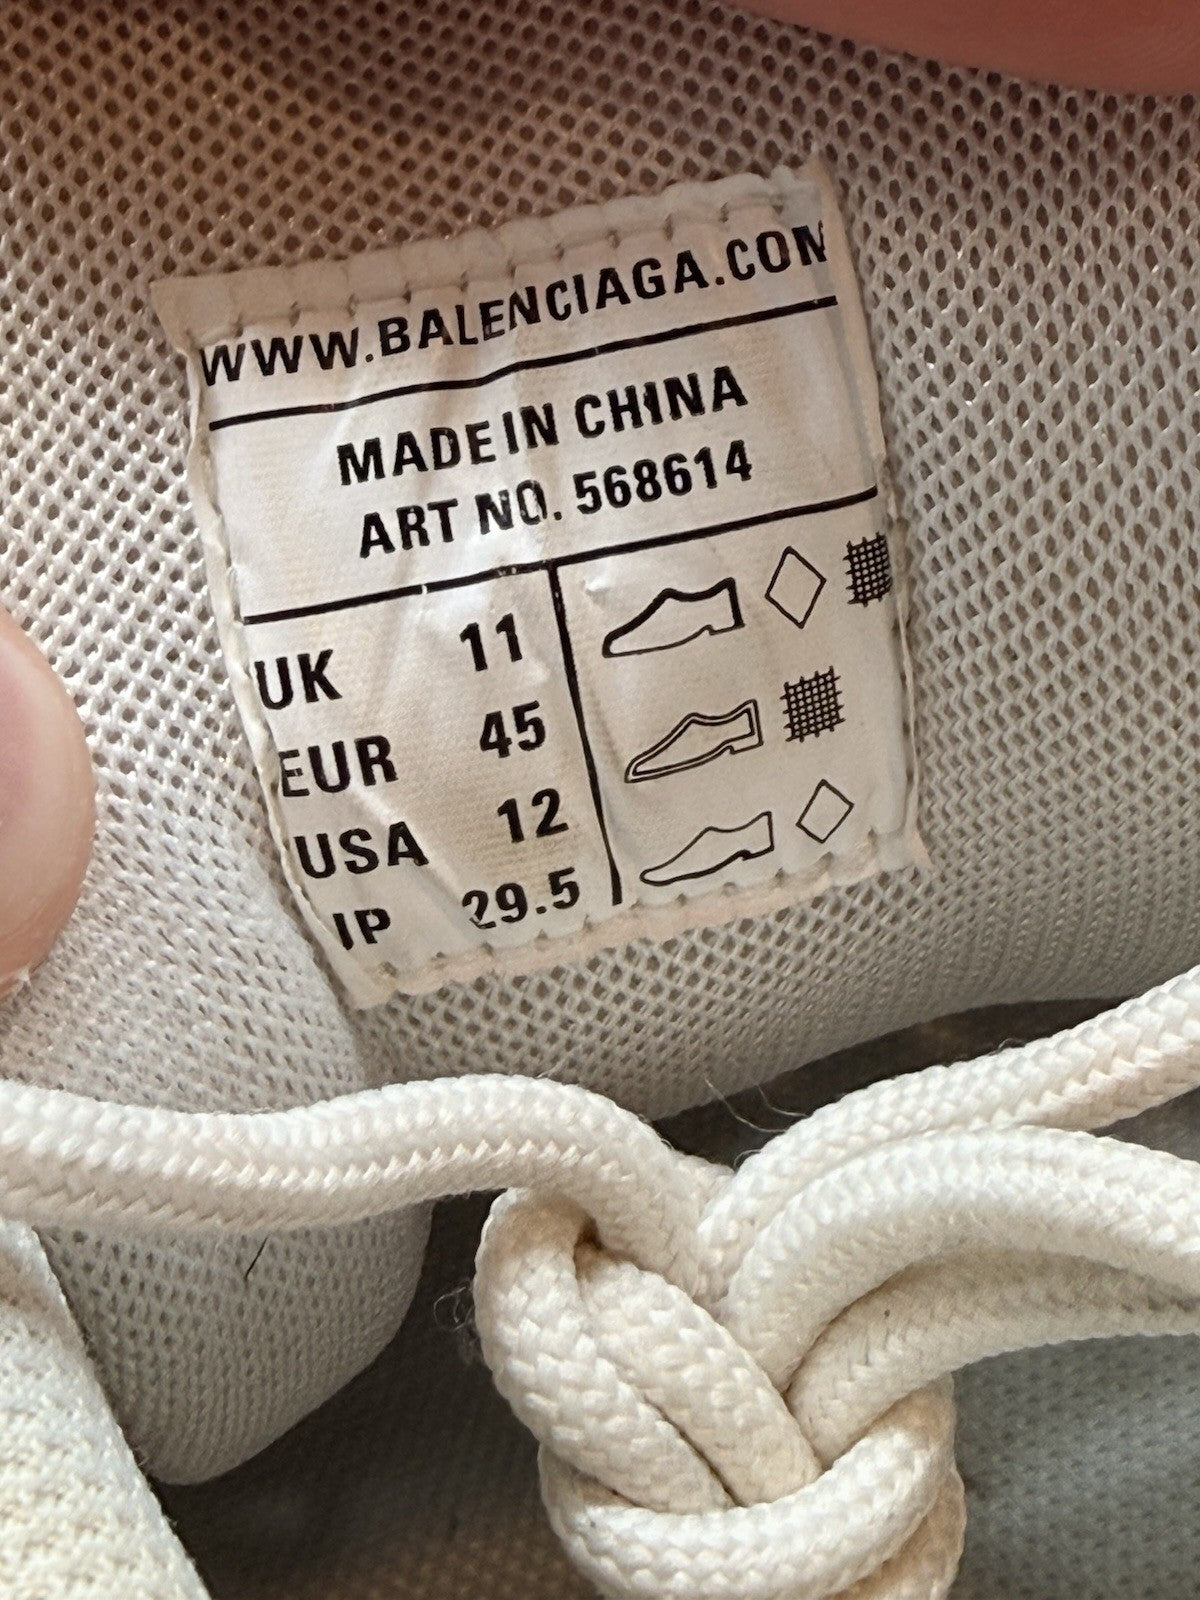 WWW.BALENCIAGA.COM
MADE IN CHINA
ART NO. 568614
UK 11
EUR 45
USA 12
JP 29.5